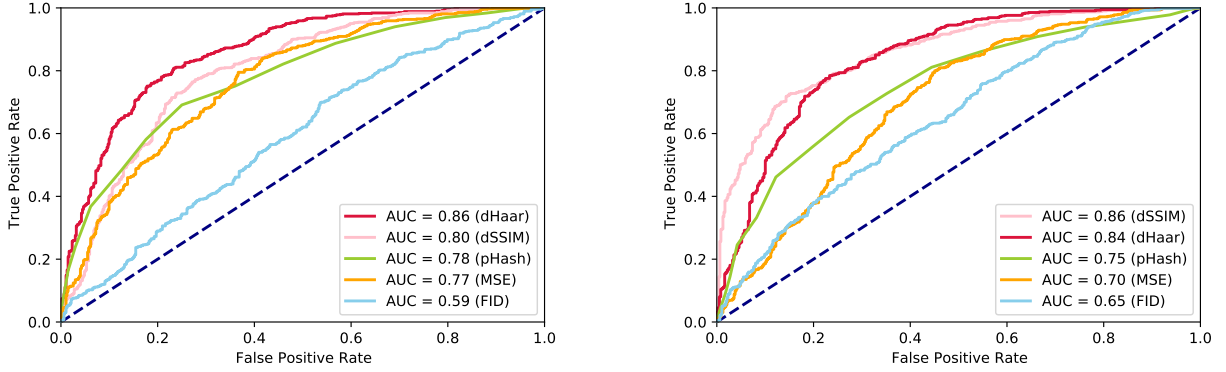 1.0
0.8
0.6
0.4
0.2
0.0
True Positive Rate
AUC = 0.86 (dHaar)
AUC = 0.80 (dSSIM)
AUC = 0.78 (pHash)
AUC = 0.77 (MSE)
AUC = 0.59 (FID)
0.0 0.2 0.4 0.6 0.8 1.0
False Positive Rate
1.0
0.8
0.6
0.4
0.2
0.0
True Positive Rate
AUC = 0.86 (dSSIM)
AUC = 0.84 (dHaar)
AUC = 0.75 (pHash)
AUC = 0.70 (MSE)
AUC = 0.65 (FID)
0.0 0.2 0.4 0.6 0.8 1.0
False Positive Rate